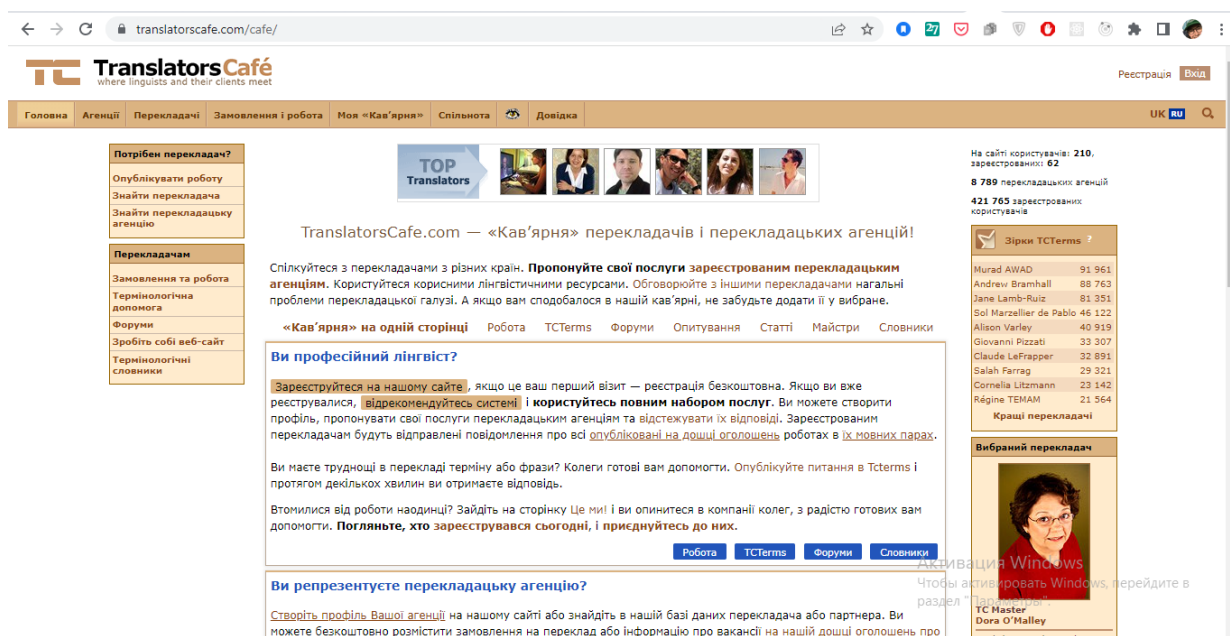 translatorscafe.com/cafe/
27
TC TranslatorsCafé
where linguists and their clients meet
Реєстрація Вхід
Головна Агенції Перекладачі Замовлення і робота Моя «Кав'ярня» Спільнота Довідка
UK RU
Потрібен перекладач?
Опублікувати роботу
Знайти перекладача
Знайти перекладацьку
агенцію
Перекладачам
Замовлення та робота
Термінологічна
допомога
Форуми
Зробіть собі веб-сайт
Термінологічні
словники
TOP
Translators
TranslatorsCafe.com — «Кав'ярня» перекладачів і перекладацьких агенцій!
Спілкуйтеся з перекладачами з різних країн. Пропонуйте свої послуги зареєстрованим перекладацьким
агенціям. Користуйтеся корисними лінгвістичними ресурсами. Обговорюйте з іншими перекладачами нагальні
проблеми перекладацької галузі. А якщо вам сподобалося в нашій кав'ярні, не забудьте додати її у вибране.
«Кав'ярня» на одній сторінці Робота TCTerms Форуми Опитування Статті Майстри Словники
Ви професійний лінгвіст?
Зареєструйтеся на нашому сайте, якщо це ваш перший візит — реєстрація безкоштовна. Якщо ви вже
реєструвалися, відрекомендуйтесь системі і користуйтесь повним набором послуг. Ви можете створити
профіль, пропонувати свої послуги перекладацьким агенціям та відстежувати їх відповіді. Зареєстрованим
перекладачам будуть відправлені повідомлення про всі опубліковані на дошці оголошень роботах в їх мовних парах.
Ви маєте труднощі в перекладі терміну або фрази? Колеги готові вам допомогти. Опублікуйте питання в Tcterms і
протягом декількох хвилин ви отримаєте відповідь.
Втомилися від роботи наодинці? Зайдіть на сторінку Це ми! і ви опинитеся в компанії колег, з радістю готових вам
допомогти. Погляньте, хто зареєструвався сьогодні, і приєднуйтесь до них.
Робота TCTerms Форуми Словники
Ви репрезентуєте перекладацьку агенцію?
Створіть профіль Вашої агенції на нашому сайті або знайдіть в нашій базі даних перекладача або партнера. Ви
можете безкоштовно розмістити замовлення на переклад або інформацію про вакансії на нашій дошці оголошень про
На сайті користувачів: 210,
зареєстрованих: 62
8 789 перекладацьких агенцій
421 765 зареєстрованих
користувачів
Зірки TCTerms ?
Murad AWAD 91 961
Andrew Bramhall 88 763
Jane Lamb-Ruiz 81 351
Sol Marzellier de Pablo 46 122
Alison Varley 40 919
Giovanni Pizzati 33 307
Claude LeFrapper 32 891
Salah Farrag 29 321
Cornelia Litzmann 23 142
Régine TEMAM 21 564
Кращі перекладачі
Вибраний перекладач
TC Master
Dora O'Malley
Активация Windows
Чтобы активировать Windows, перейдите в
раздел "Параметры".